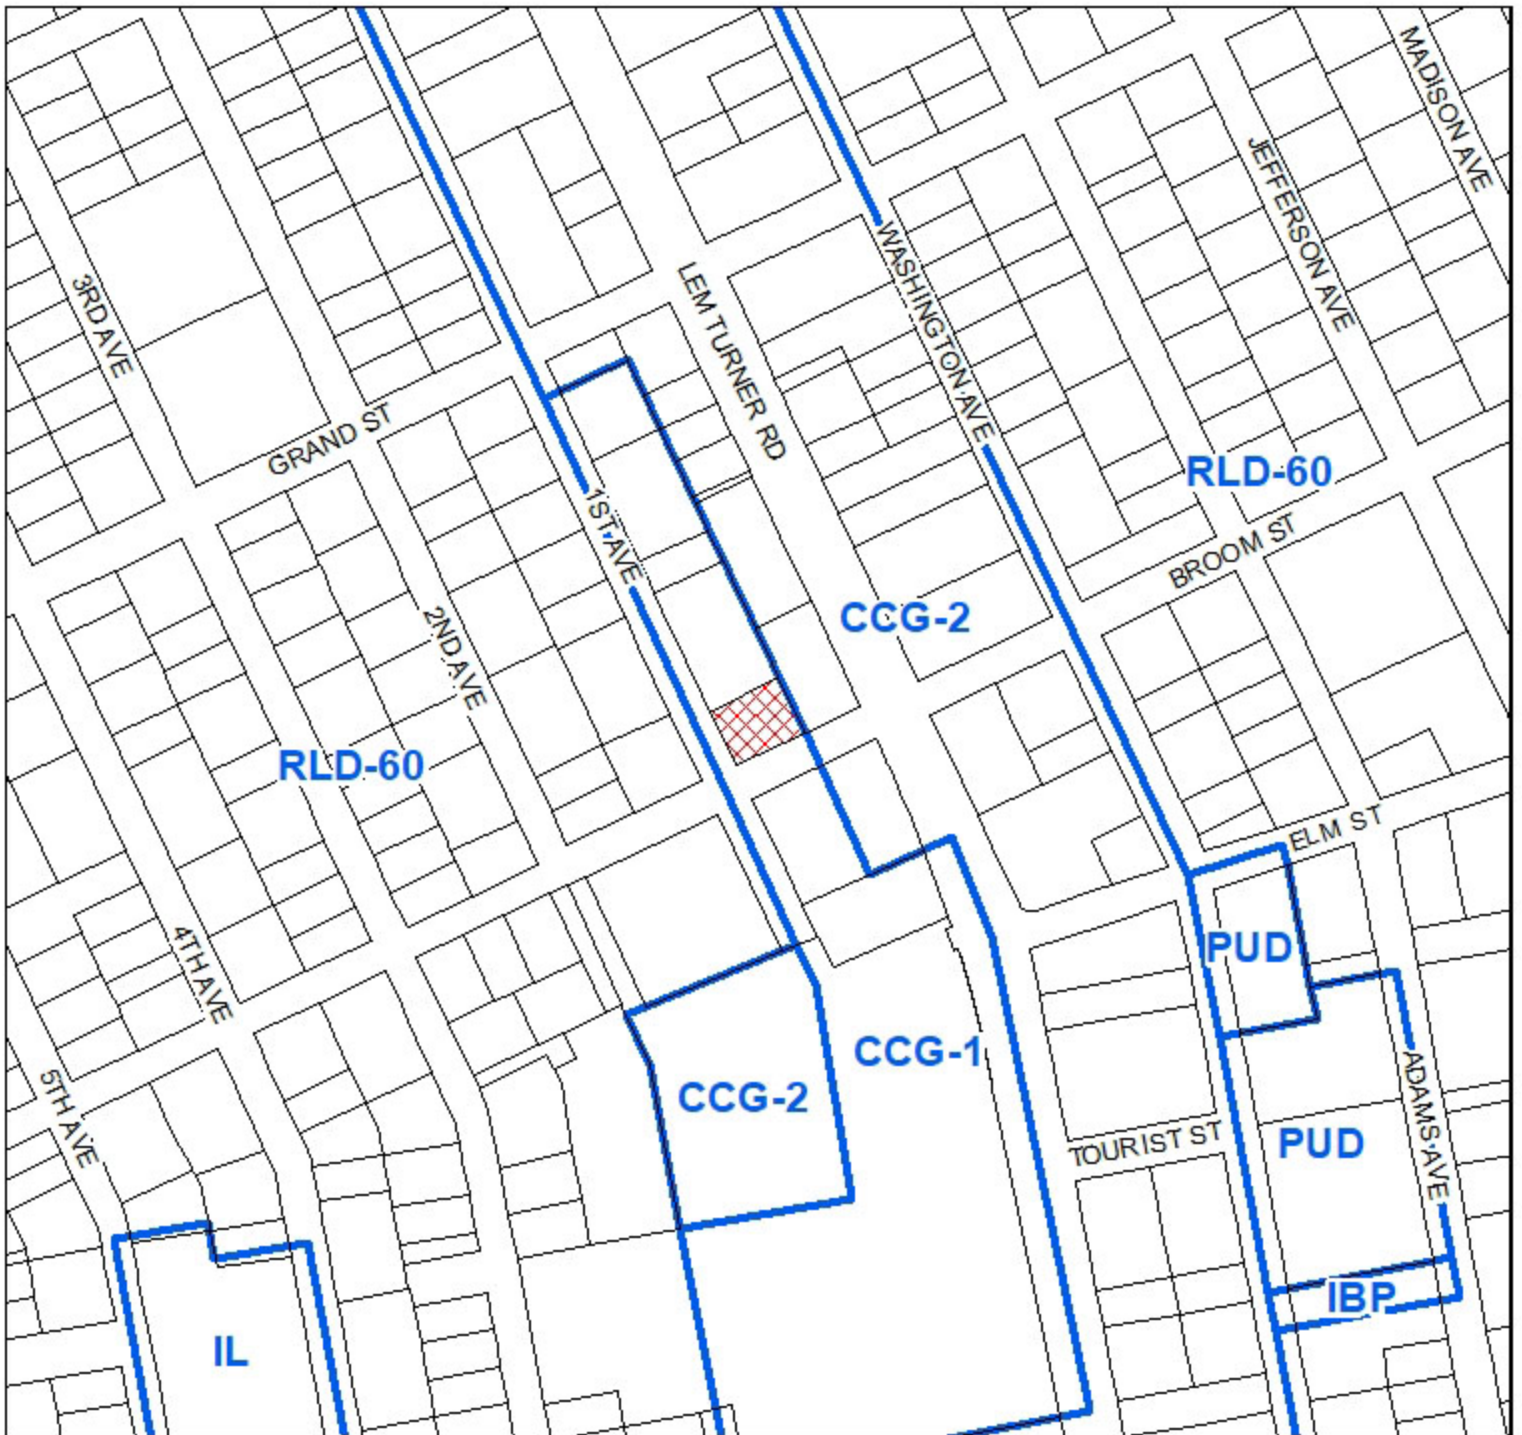 MADISON AVE
JEFFERSON AVE
WASHINGTON AVE
LEM TURNER RD
3RD AVE
GRAND ST
RLD-60
1ST AVE
BROOM ST
CCG-2
2ND AVE
RLD-60
ELM ST
4TH AVE
PUD
CCG-1
CCG-2
5TH AVE
ADAMS AVE
TOURIST ST
PUD
IBP
IL